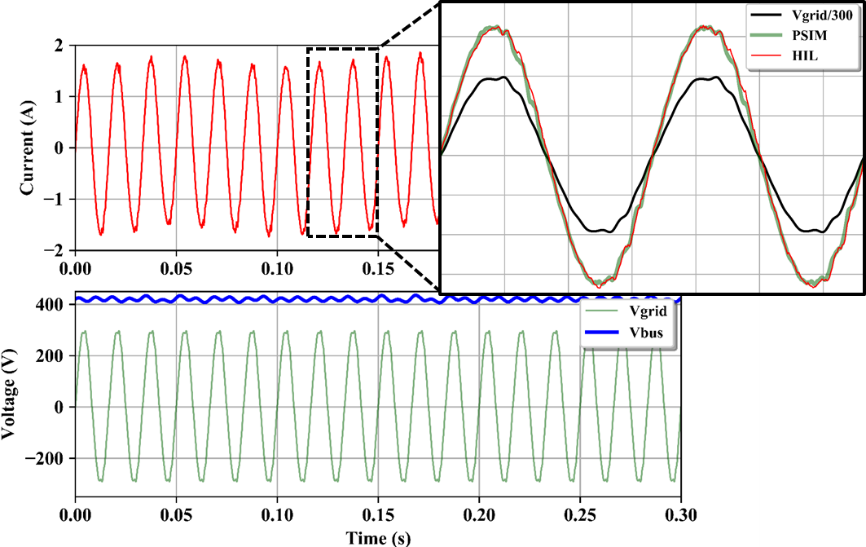 Current (A)
2
1
0
−1
−2
0.00 0.05 0.10 0.15
Vgrid/300
PSIM
HIL
Voltage (V)
400
200
0
−200
Vgrid
Vbus
0.00 0.05 0.10 0.15 0.20 0.25 0.30
Time (s)